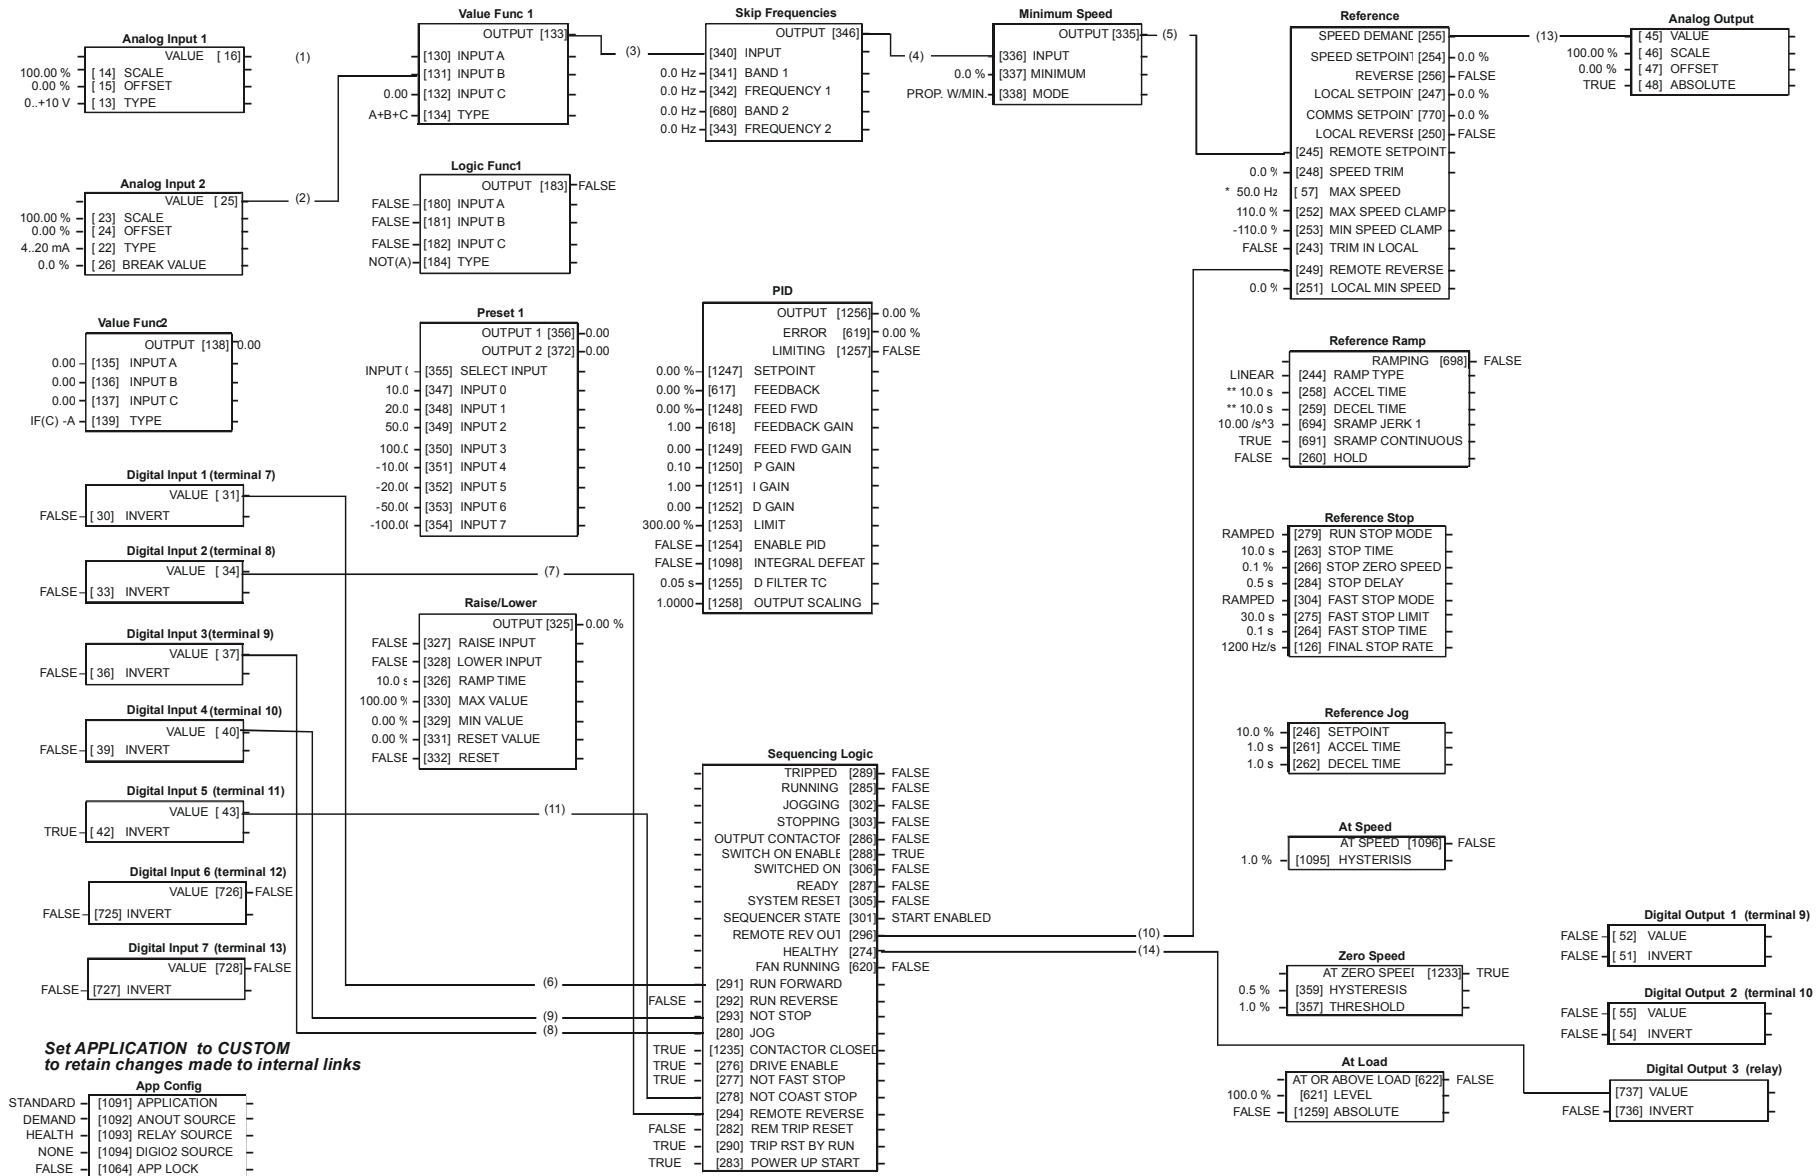 Analog Input 1
VALUE [ 16]
100.00 % [ 14] SCALE
0.00 % [ 15] OFFSET
0..+10 V [ 13] TYPE
(1)
Analog Input 2
VALUE [ 25]
100.00 % [ 23] SCALE
0.00 % [ 24] OFFSET
4..20 mA [ 22] TYPE
0.0 % [ 26] BREAK VALUE
(2)
Value Func2
OUTPUT [138] 0.00
0.00 [135] INPUT A
0.00 [136] INPUT B
0.00 [137] INPUT C
IF(C) -A [139] TYPE
Digital Input 1 (terminal 7)
VALUE [ 31]
FALSE [ 30] INVERT
Digital Input 2 (terminal 8)
VALUE [ 34]
FALSE [ 33] INVERT
(7)
Digital Input 3 (terminal 9)
VALUE [ 37]
FALSE [ 36] INVERT
Digital Input 4 (terminal 10)
VALUE [ 40]
FALSE [ 39] INVERT
Digital Input 5 (terminal 11)
VALUE [ 43]
TRUE [ 42] INVERT
(11)
Digital Input 6 (terminal 12)
VALUE [726] FALSE
FALSE [725] INVERT
Digital Input 7 (terminal 13)
VALUE [728] FALSE
FALSE [727] INVERT
(6)
(9)
(8)
Set APPLICATION to CUSTOM
to retain changes made to internal links
App Config
STANDARD [1091] APPLICATION
DEMAND [1092] ANOUT SOURCE
HEALTH [1093] RELAY SOURCE
NONE [1094] DIGIO2 SOURCE
FALSE [1064] APP LOCK
Value Func 1
OUTPUT [133]
[130] INPUT A
[131] INPUT B
0.00 [132] INPUT C
A+B+C [134] TYPE
(3)
Logic Func1
OUTPUT [183] FALSE
FALSE [180] INPUT A
FALSE [181] INPUT B
FALSE [182] INPUT C
NOT(A) [184] TYPE
Preset 1
OUTPUT 1 [356] 0.00
OUTPUT 2 [372] 0.00
INPUT ( [355] SELECT INPUT
10.0 [347] INPUT 0
20.0 [348] INPUT 1
50.0 [349] INPUT 2
100.0 [350] INPUT 3
-10.00 [351] INPUT 4
-20.00 [352] INPUT 5
-50.00 [353] INPUT 6
-100.00 [354] INPUT 7
Raise/Lower
OUTPUT [325] 0.00 %
FALSE [327] RAISE INPUT
FALSE [328] LOWER INPUT
10.0 s [326] RAMP TIME
100.00 % [330] MAX VALUE
0.00 % [329] MIN VALUE
0.00 % [331] RESET VALUE
FALSE [332] RESET
Skip Frequencies
OUTPUT [346]
[340] INPUT
0.0 Hz [341] BAND 1
0.0 Hz [342] FREQUENCY 1
0.0 Hz [680] BAND 2
0.0 Hz [343] FREQUENCY 2
(4)
PID
OUTPUT [1256] 0.00 %
ERROR [619] 0.00 %
LIMITING [1257] FALSE
0.00 % [1247] SETPOINT
0.00 % [617] FEEDBACK
0.00 % [1248] FEED FWD
1.00 [618] FEEDBACK GAIN
0.00 [1249] FEED FWD GAIN
0.10 [1250] P GAIN
1.00 [1251] I GAIN
0.00 [1252] D GAIN
300.00 % [1253] LIMIT
FALSE [1254] ENABLE PID
FALSE [1098] INTEGRAL DEFEAT
0.05 s [1255] D FILTER TC
1.0000 [1258] OUTPUT SCALING
Sequencing Logic
TRIPPED [289] FALSE
RUNNING [285] FALSE
JOGGING [302] FALSE
STOPPING [303] FALSE
OUTPUT CONTACTOF [286] FALSE
SWITCH ON ENABLE [288] TRUE
SWITCHED ON [306] FALSE
READY [287] FALSE
SYSTEM RESET [305] FALSE
SEQUENCER STATE [301] START ENABLED
REMOTE REV OUT [296] (10)
HEALTHY [274] (14)
FAN RUNNING [620] FALSE
[291] RUN FORWARD
FALSE [292] RUN REVERSE
[293] NOT STOP
[280] JOG
TRUE [1235] CONTACTOR CLOSED
TRUE [276] DRIVE ENABLE
TRUE [277] NOT FAST STOP
[278] NOT COAST STOP
[294] REMOTE REVERSE
FALSE [282] REM TRIP RESET
TRUE [290] TRIP RST BY RUN
TRUE [283] POWER UP START
Minimum Speed
OUTPUT [335]
[336] INPUT
0.0 % [337] MINIMUM
PROP. W/MIN. [338] MODE
(5)
Reference
SPEED DEMAND [255]
SPEED SETPOINT [254] 0.0 %
REVERSE [256] FALSE
LOCAL SETPOINT [247] 0.0 %
COMMS SETPOINT [770] 0.0 %
LOCAL REVERSE [250] FALSE
[245] REMOTE SETPOINT
0.0 % [248] SPEED TRIM
* 50.0 Hz [ 57] MAX SPEED
110.0 % [252] MAX SPEED CLAMP
-110.0 % [253] MIN SPEED CLAMP
FALSE [243] TRIM IN LOCAL
[249] REMOTE REVERSE
0.0 % [251] LOCAL MIN SPEED
(13)
Reference Ramp
RAMPING [698] FALSE
LINEAR [244] RAMP TYPE
** 10.0 s [258] ACCEL TIME
** 10.0 s [259] DECEL TIME
10.00 /s^3 [694] SRAMP JERK 1
TRUE [691] SRAMP CONTINUOUS
FALSE [260] HOLD
Reference Stop
RAMPED [279] RUN STOP MODE
10.0 s [263] STOP TIME
0.1 % [266] STOP ZERO SPEED
0.5 s [284] STOP DELAY
RAMPED [304] FAST STOP MODE
30.0 s [275] FAST STOP LIMIT
0.1 s [264] FAST STOP TIME
1200 Hz/s [126] FINAL STOP RATE
Reference Jog
10.0 % [246] SETPOINT
1.0 s [261] ACCEL TIME
1.0 s [262] DECEL TIME
At Speed
AT SPEED [1096] FALSE
1.0 % [1095] HYSTERISIS
Zero Speed
AT ZERO SPEED [1233] TRUE
0.5 % [359] HYSTERESIS
1.0 % [357] THRESHOLD
At Load
AT OR ABOVE LOAD [622] FALSE
100.0 % [621] LEVEL
FALSE [1259] ABSOLUTE
Analog Output
[ 45] VALUE
100.00 % [ 46] SCALE
0.00 % [ 47] OFFSET
TRUE [ 48] ABSOLUTE
Digital Output 1 (terminal 9)
FALSE [ 52] VALUE
FALSE [ 51] INVERT
Digital Output 2 (terminal 10
FALSE [ 55] VALUE
FALSE [ 54] INVERT
Digital Output 3 (relay)
[737] VALUE
FALSE [736] INVERT